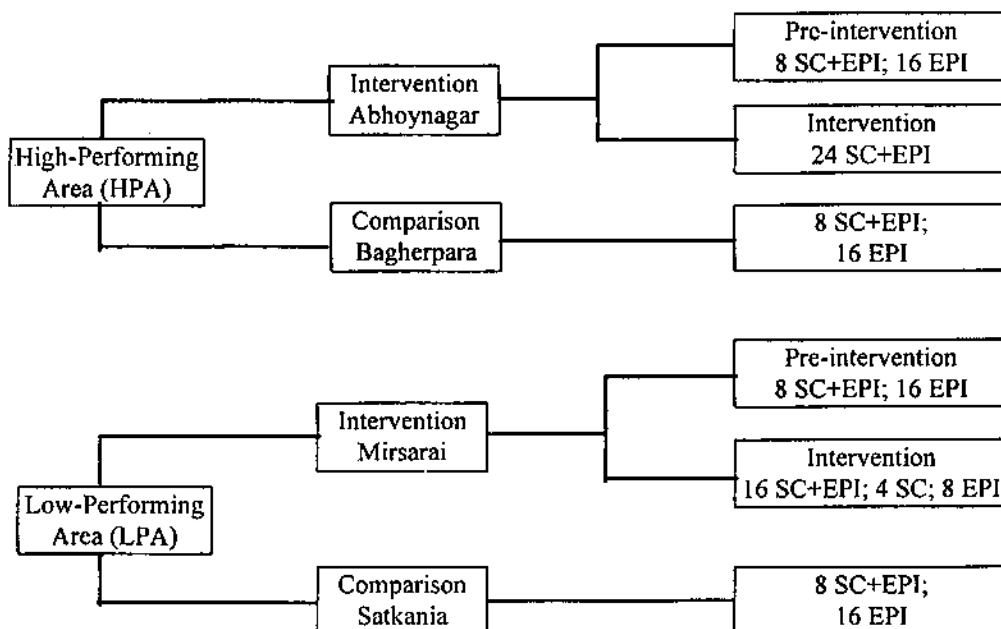 Pre-intervention
8 SC+EPI; 16 EPI
Intervention
Abhoynagar
Intervention
24 SC+EPI
High-Performing
Area (HPA)
Comparison
Bagherpara
8 SC+EPI;
16 EPI
Pre-intervention
8 SC+EPI; 16 EPI
Intervention
Mirsarai
Intervention
16 SC+EPI; 4 SC; 8 EPI
Low-Performing
Area (LPA)
Comparison
Satkania
8 SC+EPI;
16 EPI